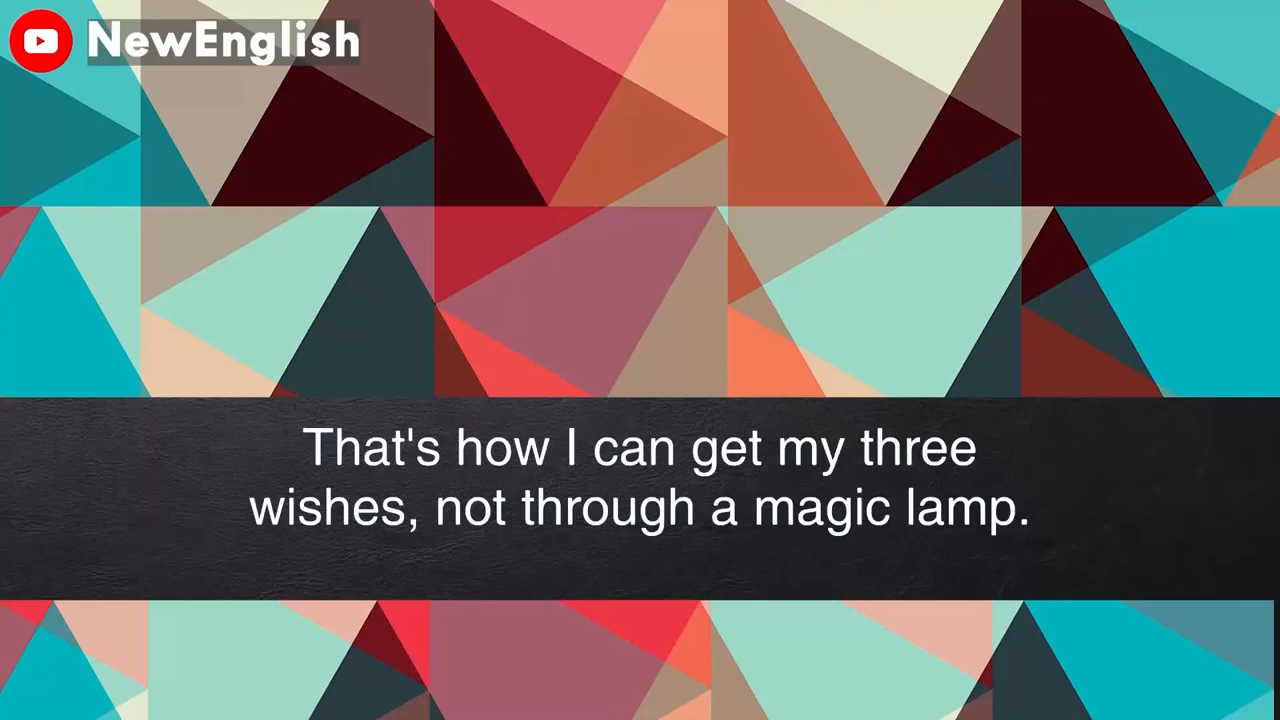 NewEnglish
That's how I can get my three
wishes, not through a magic lamp.